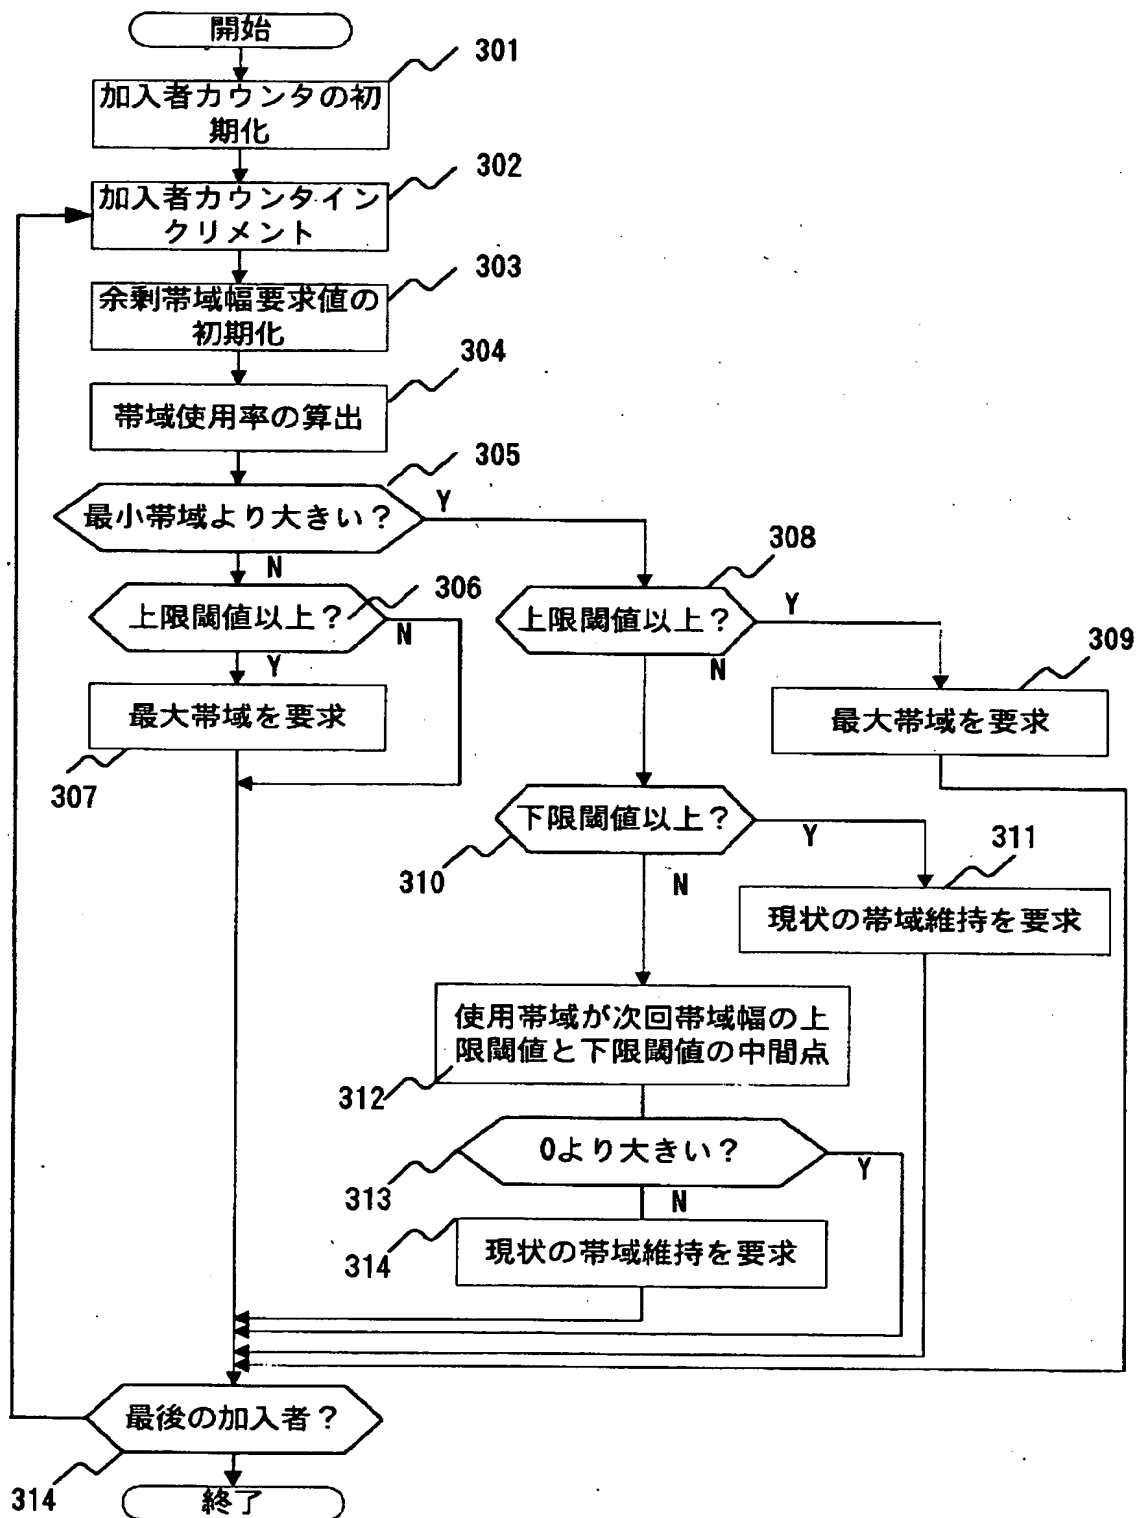 開始
301
加入者カウンタの初
期化
302
加入者カウンタイン
クリメント
303
余剰帯域幅要求値の
初期化
304
帯域使用率の算出
305
最小帯域より大きい？
Y
N
306
上限閾値以上？
N
Y
308
上限閾値以上？
Y
N
309
最大帯域を要求
307
最大帯域を要求
下限閾値以上？
Y
310
N
311
現状の帯域維持を要求
使用帯域が次回帯域幅の上
限閾値と下限閾値の中間点
312
0より大きい？
Y
313
N
314
現状の帯域維持を要求
最後の加入者？
314
終了